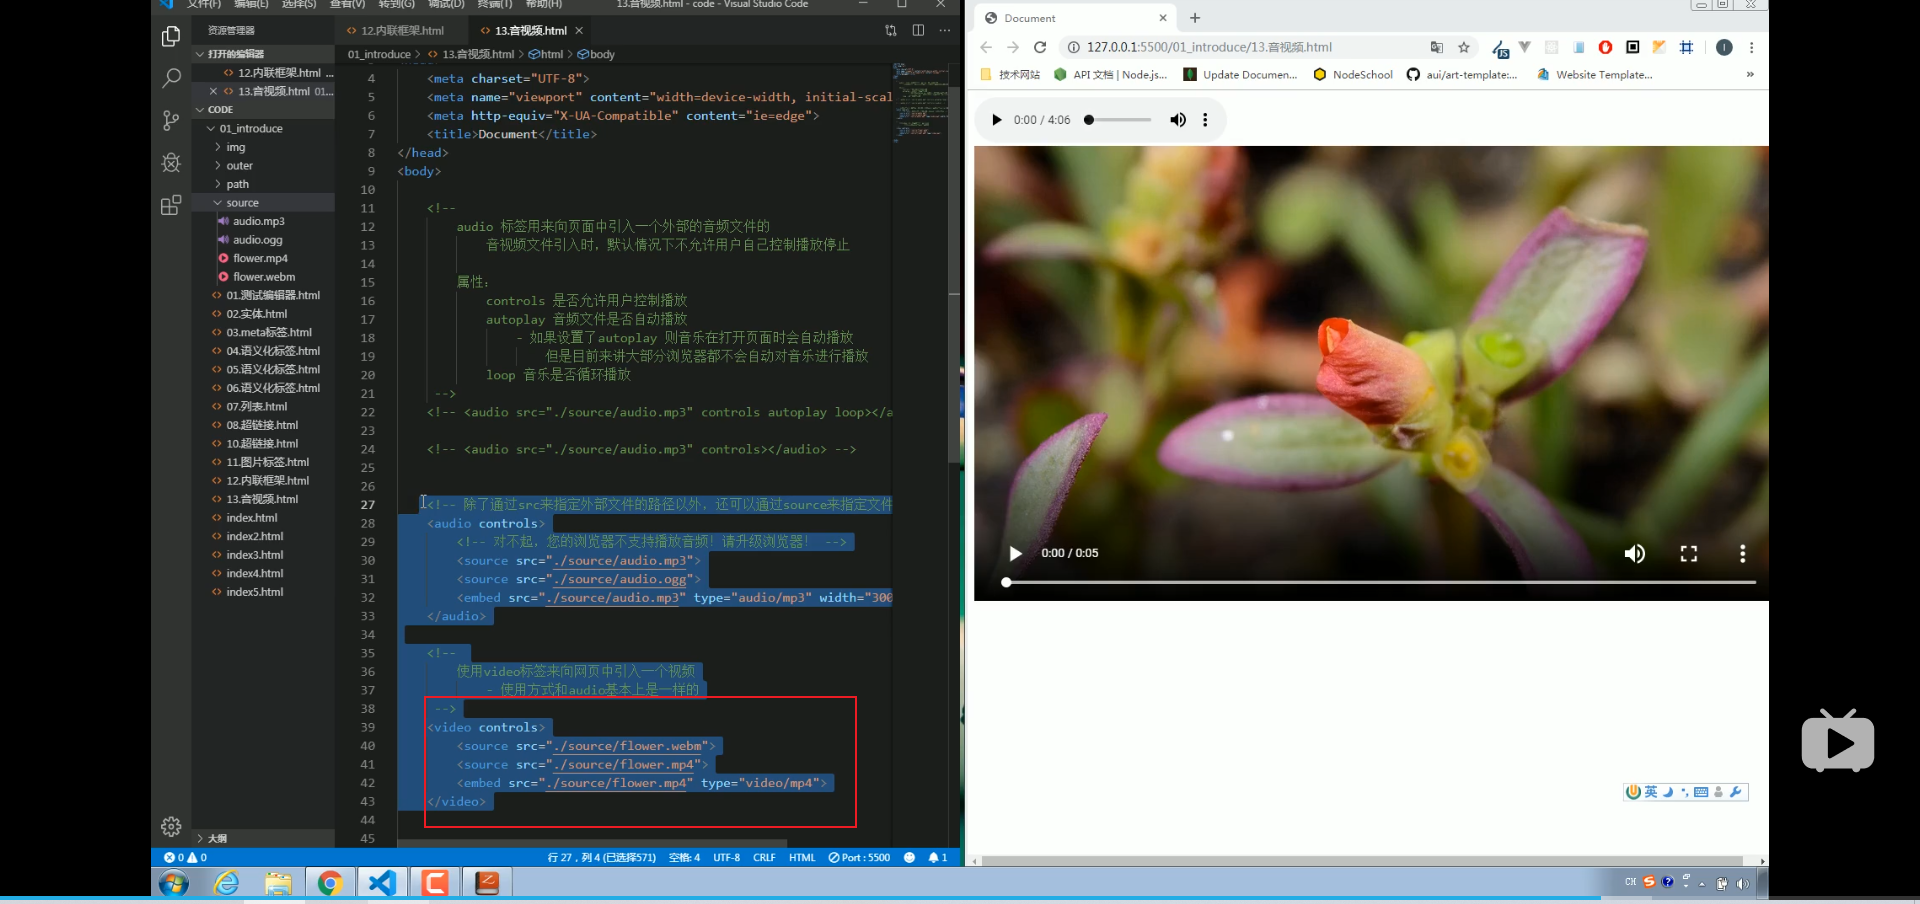 文件(F) 编辑(E) 选择(S) 查看(V) 转到(G) 调试(D) 终端(T) 帮助(H) 13.音视频.html - code - Visual Studio Code
资源管理器
打开的编辑器
12.内联框架.html ...
13.音视频.html 01...
CODE
01_introduce
img
outer
path
source
audio.mp3
audio.ogg
flower.mp4
flower.webm
01.测试编辑器.html
02.实体.html
03.meta标签.html
04.语义化标签.html
05.语义化标签.html
06.语义化标签.html
07.列表.html
08.超链接.html
10.超链接.html
11.图片标签.html
12.内联框架.html
13.音视频.html
index.html
index2.html
index3.html
index4.html
index5.html
大纲
12.内联框架.html 13.音视频.html
01_introduce > 13.音视频.html > html > body
4 <meta charset="UTF-8">
5 <meta name="viewport" content="width=device-width, initial-scal
6 <meta http-equiv="X-UA-Compatible" content="ie=edge">
7 <title>Document</title>
8 </head>
9 <body>
10
11 <!--
12 audio 标签用来向页面中引入一个外部的音频文件的
13 音视频文件引入时，默认情况下不允许用户自己控制播放停止
14
15 属性：
16 controls 是否允许用户控制播放
17 autoplay 音频文件是否自动播放
18 - 如果设置了autoplay 则音乐在打开页面时会自动播放
19 但是目前来讲大部分浏览器都不会自动对音乐进行播放
20 loop 音乐是否循环播放
21 -->
22 <!-- <audio src="./source/audio.mp3" controls autoplay loop></a
23
24 <!-- <audio src="./source/audio.mp3" controls></audio> -->
25
26
27 <!-- 除了通过src来指定外部文件的路径以外，还可以通过source来指定文件
28 <audio controls>
29 <!-- 对不起，您的浏览器不支持播放音频！请升级浏览器！ -->
30 <source src="./source/audio.mp3">
31 <source src="./source/audio.ogg">
32 <embed src="./source/audio.mp3" type="audio/mp3" width="300
33 </audio>
34
35 <!--
36 使用video标签来向网页中引入一个视频
37 - 使用方式和audio基本上是一样的
38 -->
39 <video controls>
40 <source src="./source/flower.webm">
41 <source src="./source/flower.mp4">
42 <embed src="./source/flower.mp4" type="video/mp4">
43 </video>
44
45
0 0 行 27，列 4 (已选择571) 空格: 4 UTF-8 CRLF HTML Port : 5500 1
Document
127.0.0.1:5500/01_introduce/13.音视频.html
技术网站 API 文档 | Node.js... Update Documen... NodeSchool aui/art-template:... Website Template...
0:00 / 4:06
0:00 / 0:05
英
CH